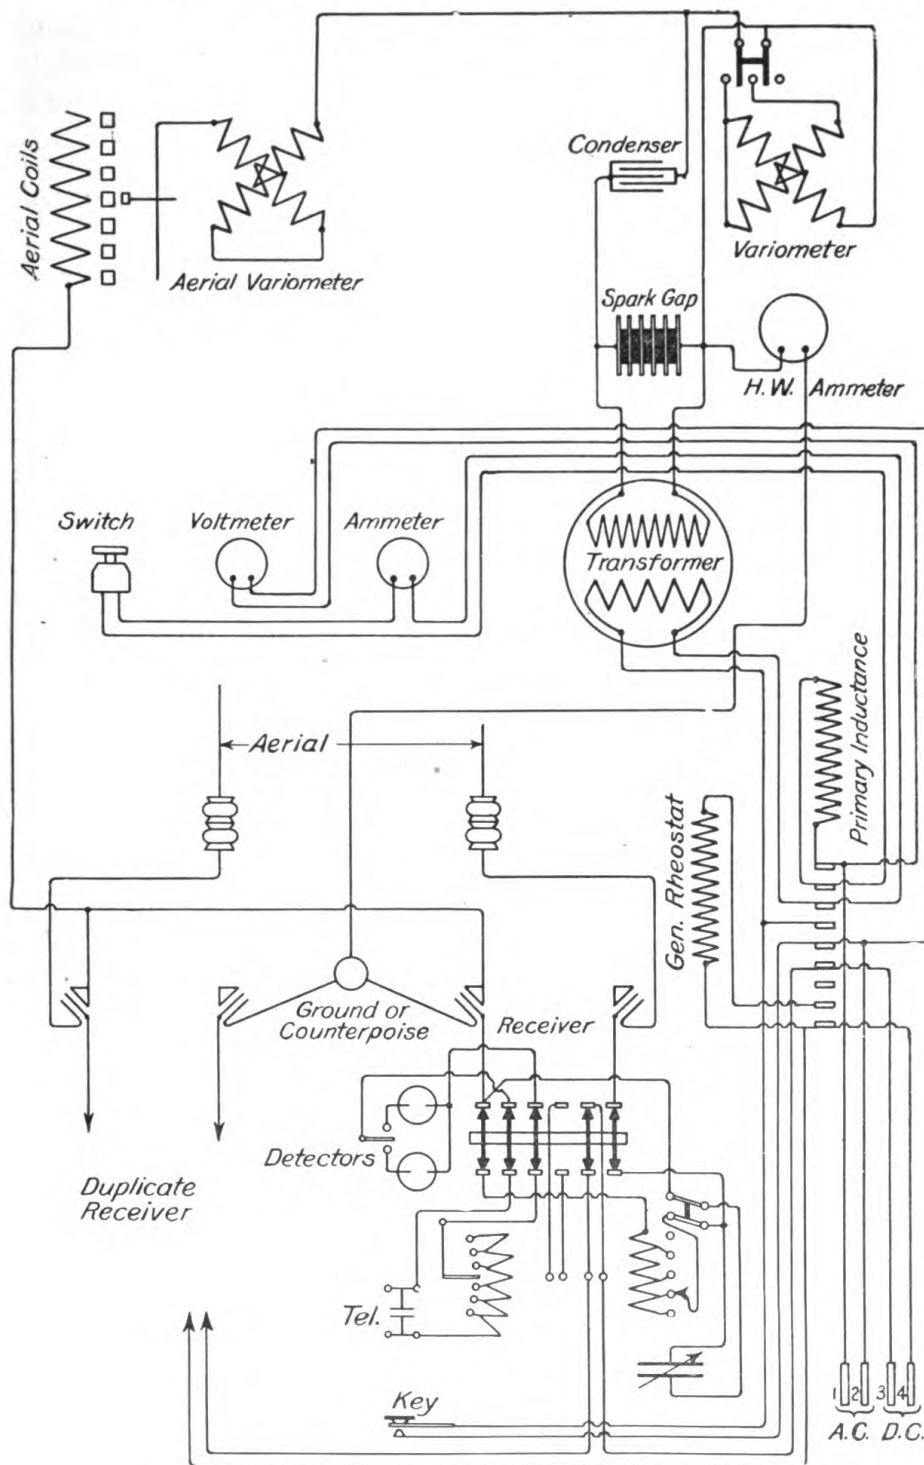 Aerial Coils
Condenser
Aerial Variometer
Variometer
Spark Gap
H.W. Ammeter
Switch
Voltmeter
Ammeter
Transformer
Primary Inductance
Aerial
Gen. Rheostat
Ground or
Counterpoise
Receiver
Detectors
Duplicate
Receiver
Tel.
Key
1 2 3 4
A.C. D.C.